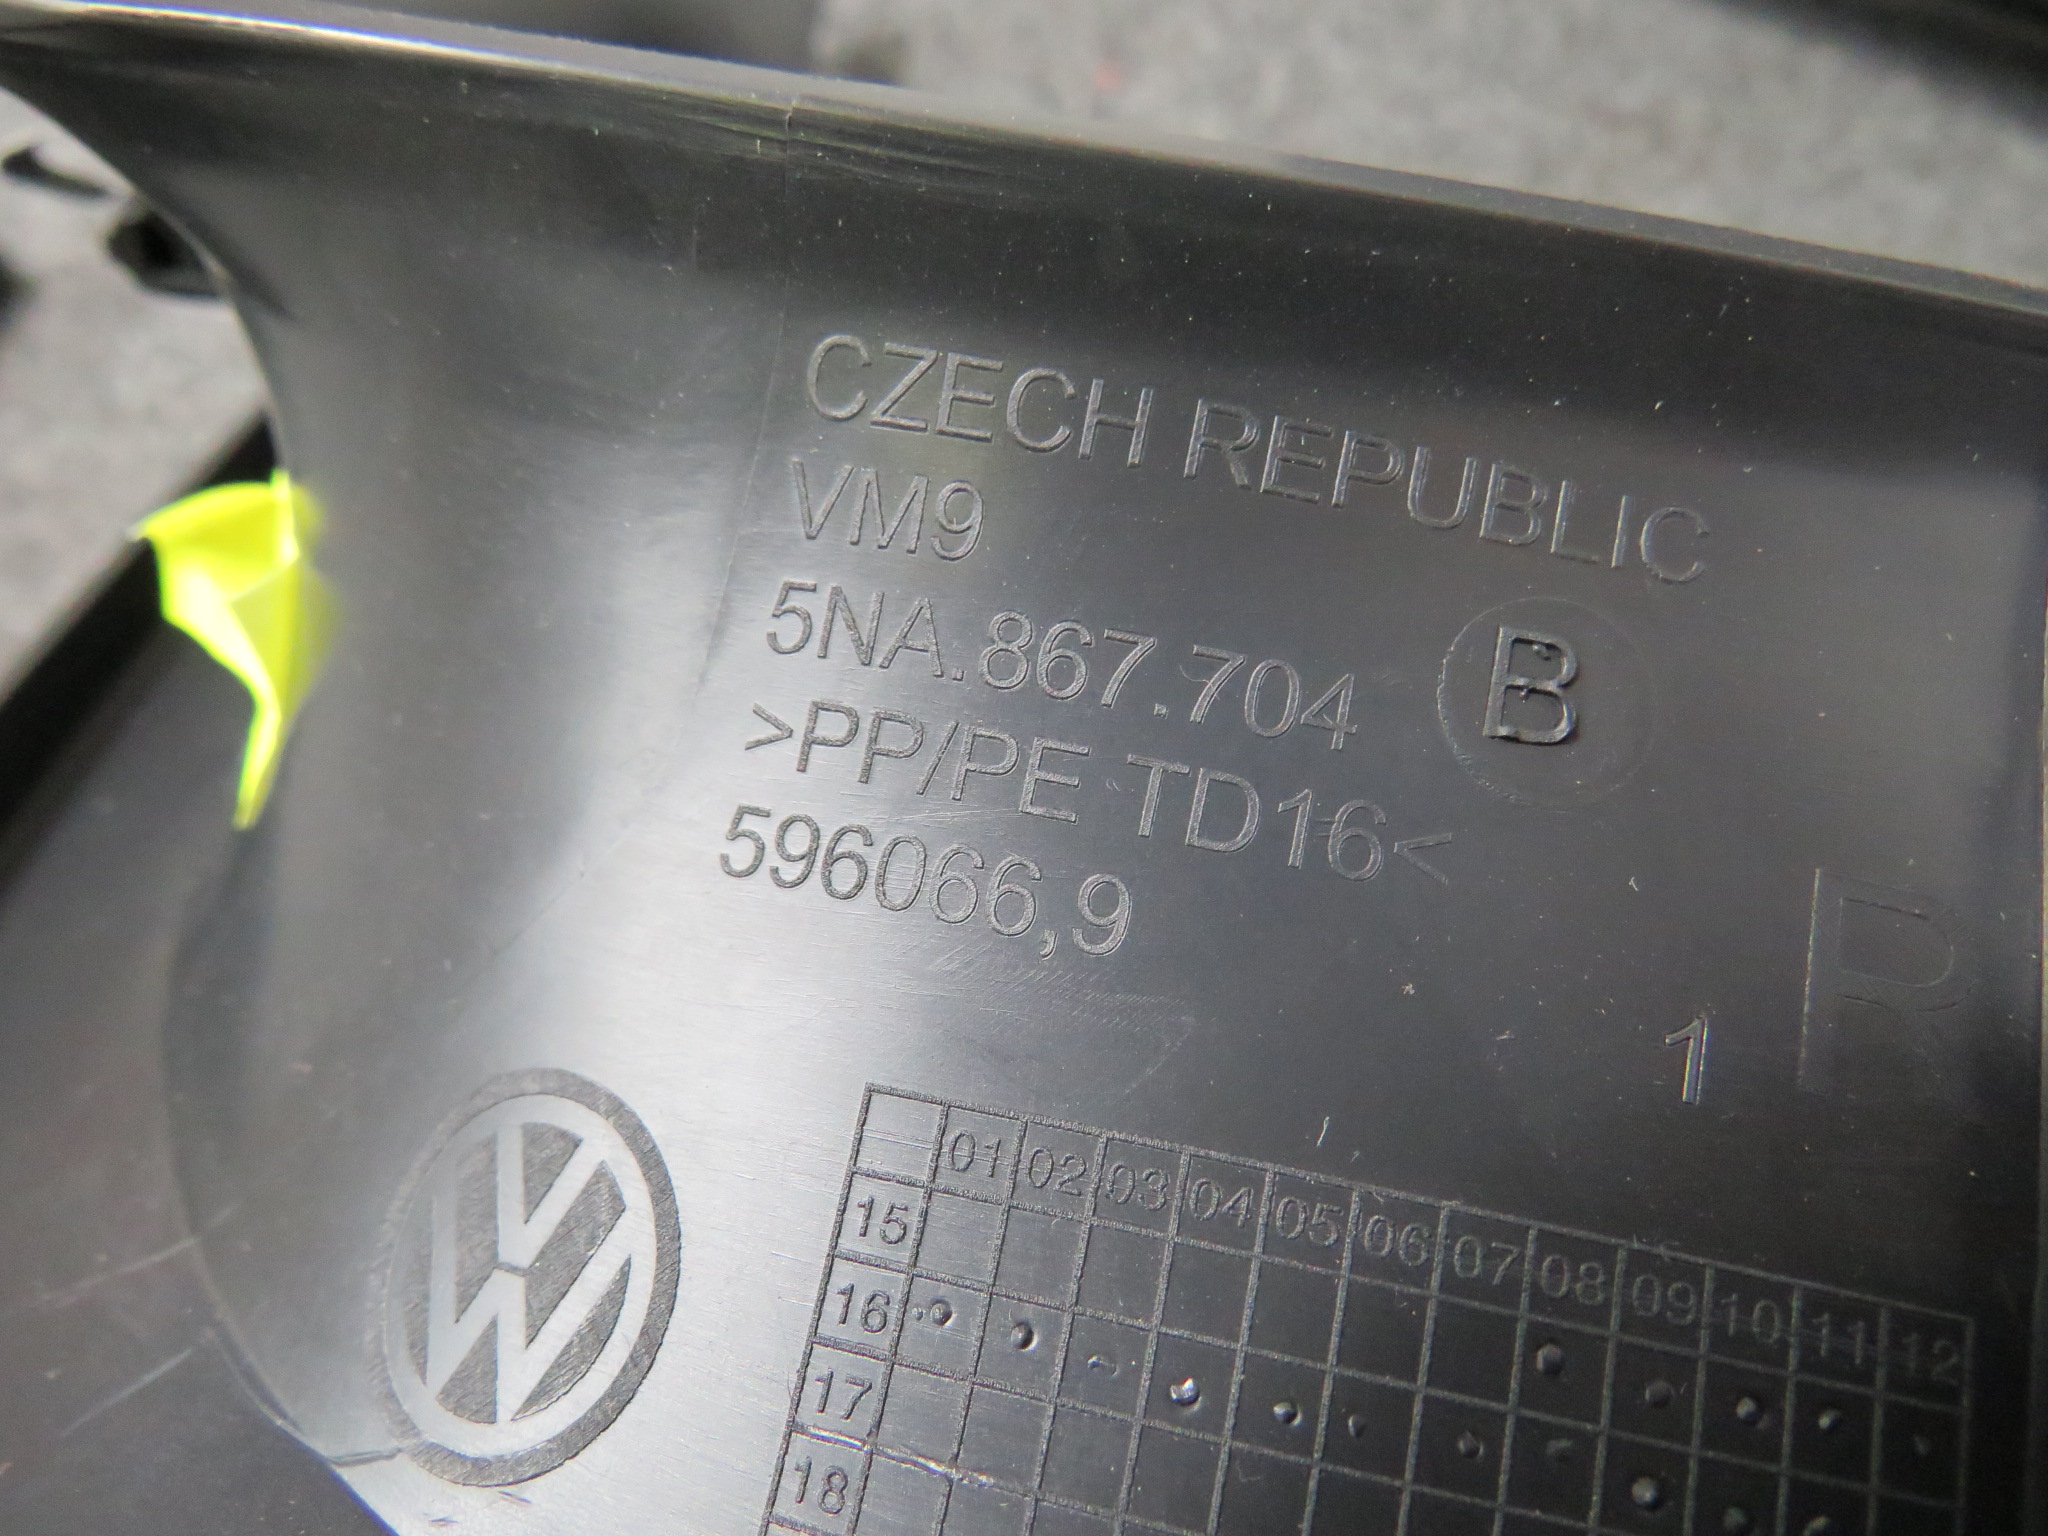 CZECH REPUBLIC
VM9
5NA.867.704 B
>PP/PE TD16<
596066,9
1 R
01 02 03 04 05 06 07 08 09 10 11 12
15
16
17
18
VW